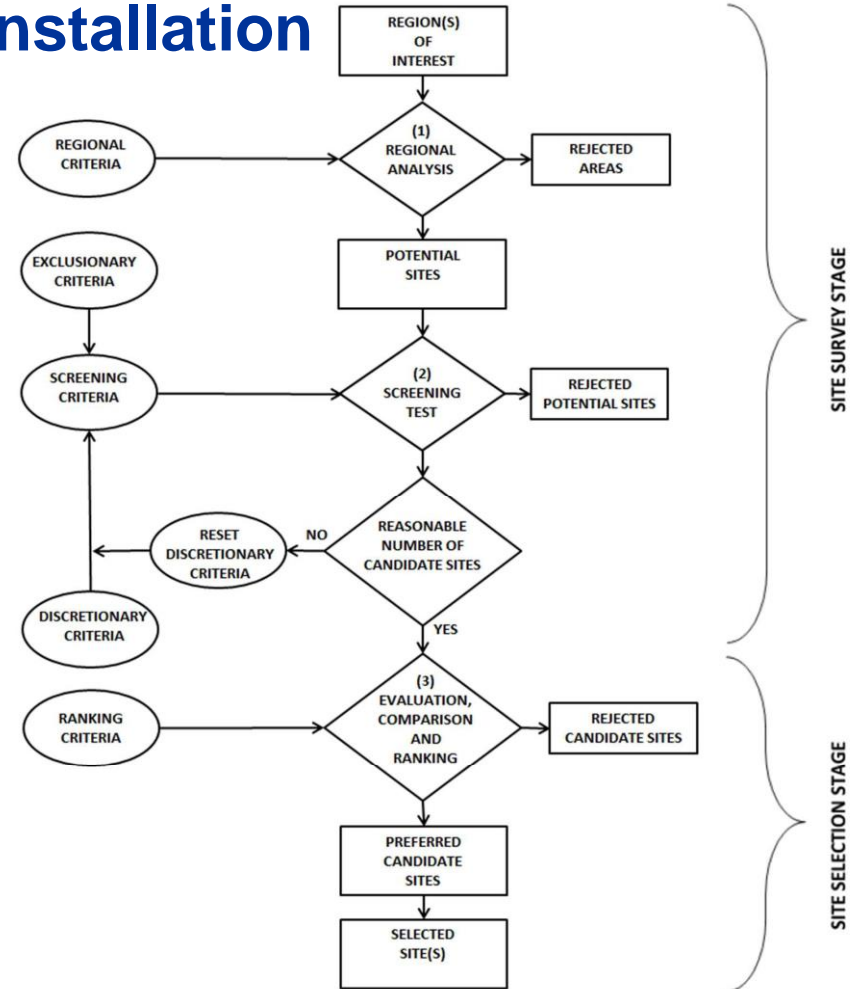 nstallation
REGION(S)
OF
INTEREST
(1)
REGIONAL
ANALYSIS
REGIONAL
CRITERIA
REJECTED
AREAS
EXCLUSIONARY
CRITERIA
POTENTIAL
SITES
SCREENING
CRITERIA
(2)
SCREENING
TEST
REJECTED
POTENTIAL SITES
SITE SURVEY STAGE
RESET
DISCRETIONARY
CRITERIA
NO
REASONABLE
NUMBER OF
CANDIDATE SITES
DISCRETIONARY
CRITERIA
YES
RANKING
CRITERIA
(3)
EVALUATION,
COMPARISON
AND
RANKING
REJECTED
CANDIDATE SITES
PREFERRED
CANDIDATE
SITES
SELECTED
SITE(S)
SITE SELECTION STAGE